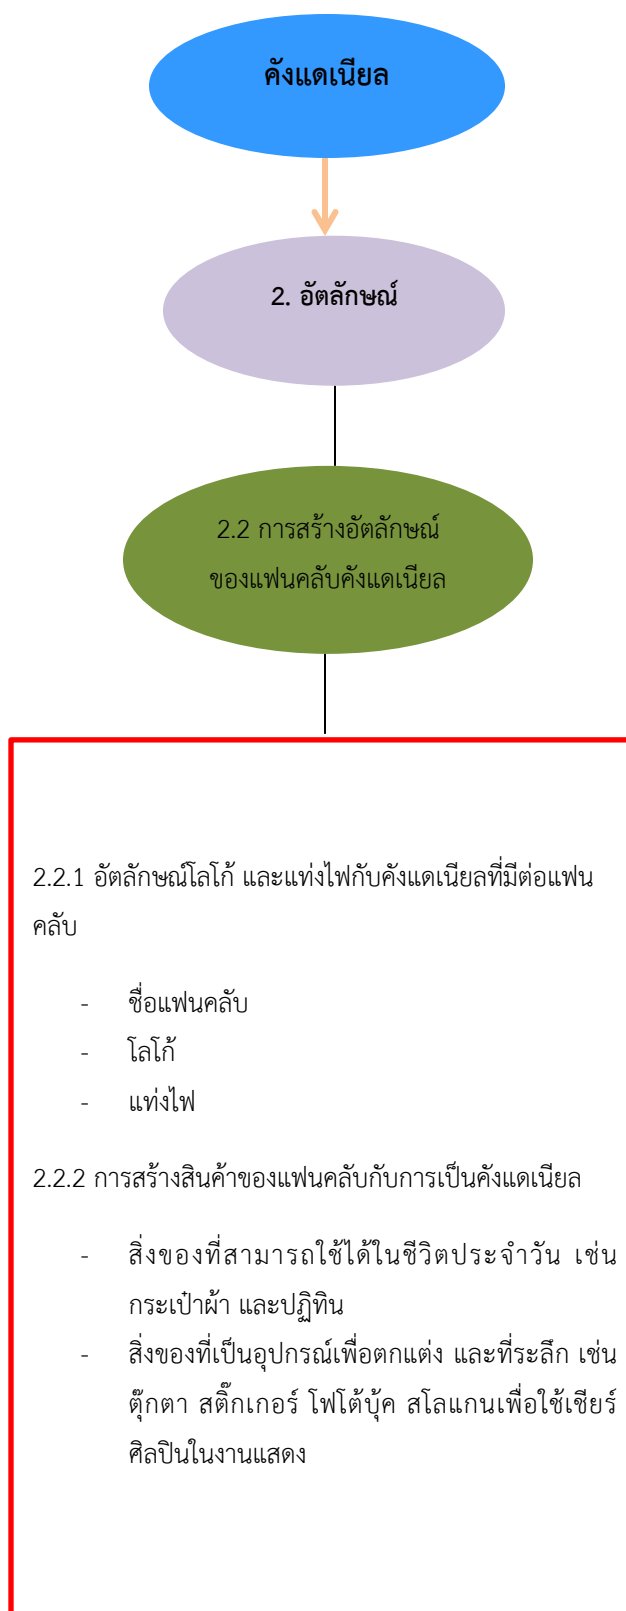 คังแดเนียล
2. อัตลักษณ์
2.2 การสร้างอัตลักษณ์
ของแฟนคลับคังแดเนียล
2.2.1 อัตลักษณ์โลโก้ และแท่งไฟกับคังแดเนียลที่มีต่อแฟน
คลับ
- ชื่อแฟนคลับ
- โลโก้
- แท่งไฟ
2.2.2 การสร้างสินค้าของแฟนคลับกับการเป็นคังแดเนียล
- สิ่งของที่สามารถใช้ได้ในชีวิตประจำวัน เช่น
กระเป๋าผ้า และปฏิทิน
- สิ่งของที่เป็นอุปกรณ์เพื่อตกแต่ง และที่ระลึก เช่น
ตุ๊กตา สติ๊กเกอร์ โฟโต้บุ้ค สโลแกนเพื่อใช้เชียร์
ศิลปินในงานแสดง